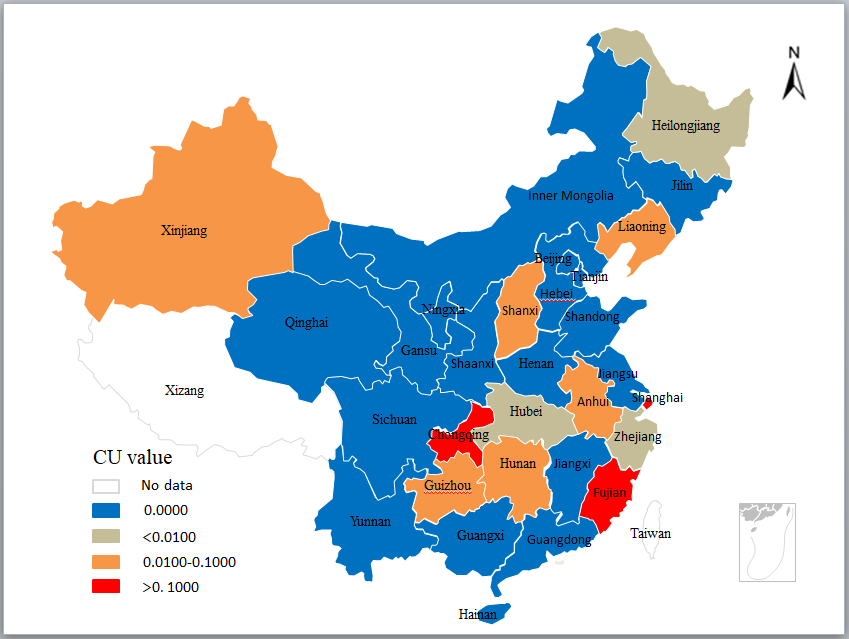 N
Heilongjiang
Jilin
Inner Mongolia
Liaoning
Xinjiang
Beijing
Tianjin
Hebei
Ningxia
Shanxi
Shandong
Qinghai
Gansu
Shaanxi
Henan
Jiangsu
Xizang
Shanghai
Anhui
Hubei
Sichuan
Chongqing
Zhejiang
CU value
Hunan
Jiangxi
No data
Guizhou
Fujian
0.0000
Yunnan
<0.0100
Guangxi
Guangdong
Taiwan
0.0100-0.1000
>0. 1000
Hainan